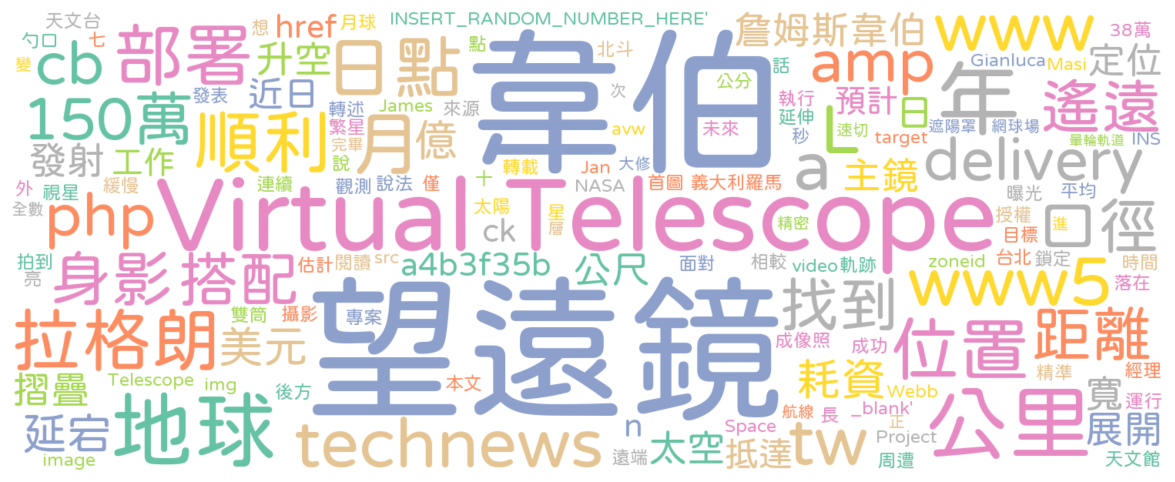 天文台 七 想 月球 INSERT_RANDOM_NUMBER_HERE' 點 北斗 詹姆斯韋伯 www 38萬
勺口 href 韋伯 話 Gianluca Masi 定位
變 cb 部署 升空 日點 公分 amp 年
發表 近日 轉述 James 來源 次 執行 預計 日 遙遠
150萬 順利 繁星 月 億 avw 未來 延伸 L 速切 遮陽罩 網球場 INS
發射 工作 完畢 說 轉載 Jan 大修 秒 target 量輪軌道
外 緩慢 連續 觀測 說法 僅 十 NASA 首圖 義大利羅馬 a 主鏡 delivery 曝光 平均
全數 視星 php Virtual Telescope 太陽 星 層 ck 精密 授權 進 口徑
拍到 身影 搭配 估計 閱讀 src a4b3f35b 公尺 面對 相較 video 軌跡 zoneid 目標 台北 鎖定 時間
亮 雙筒 攝影 專案 望遠鏡 找到 www5 落在
拉格朗 美元 成像照 成功 位置 距離
摺疊 Telescope img 後方 本文 耗資 Webb 精準 經理
延宕 地球 航線 長 _blank' 公里 寬 運行
technews n 太空 Space 正 展開
image 遠端 抵達 tw Project 周遭 天文館